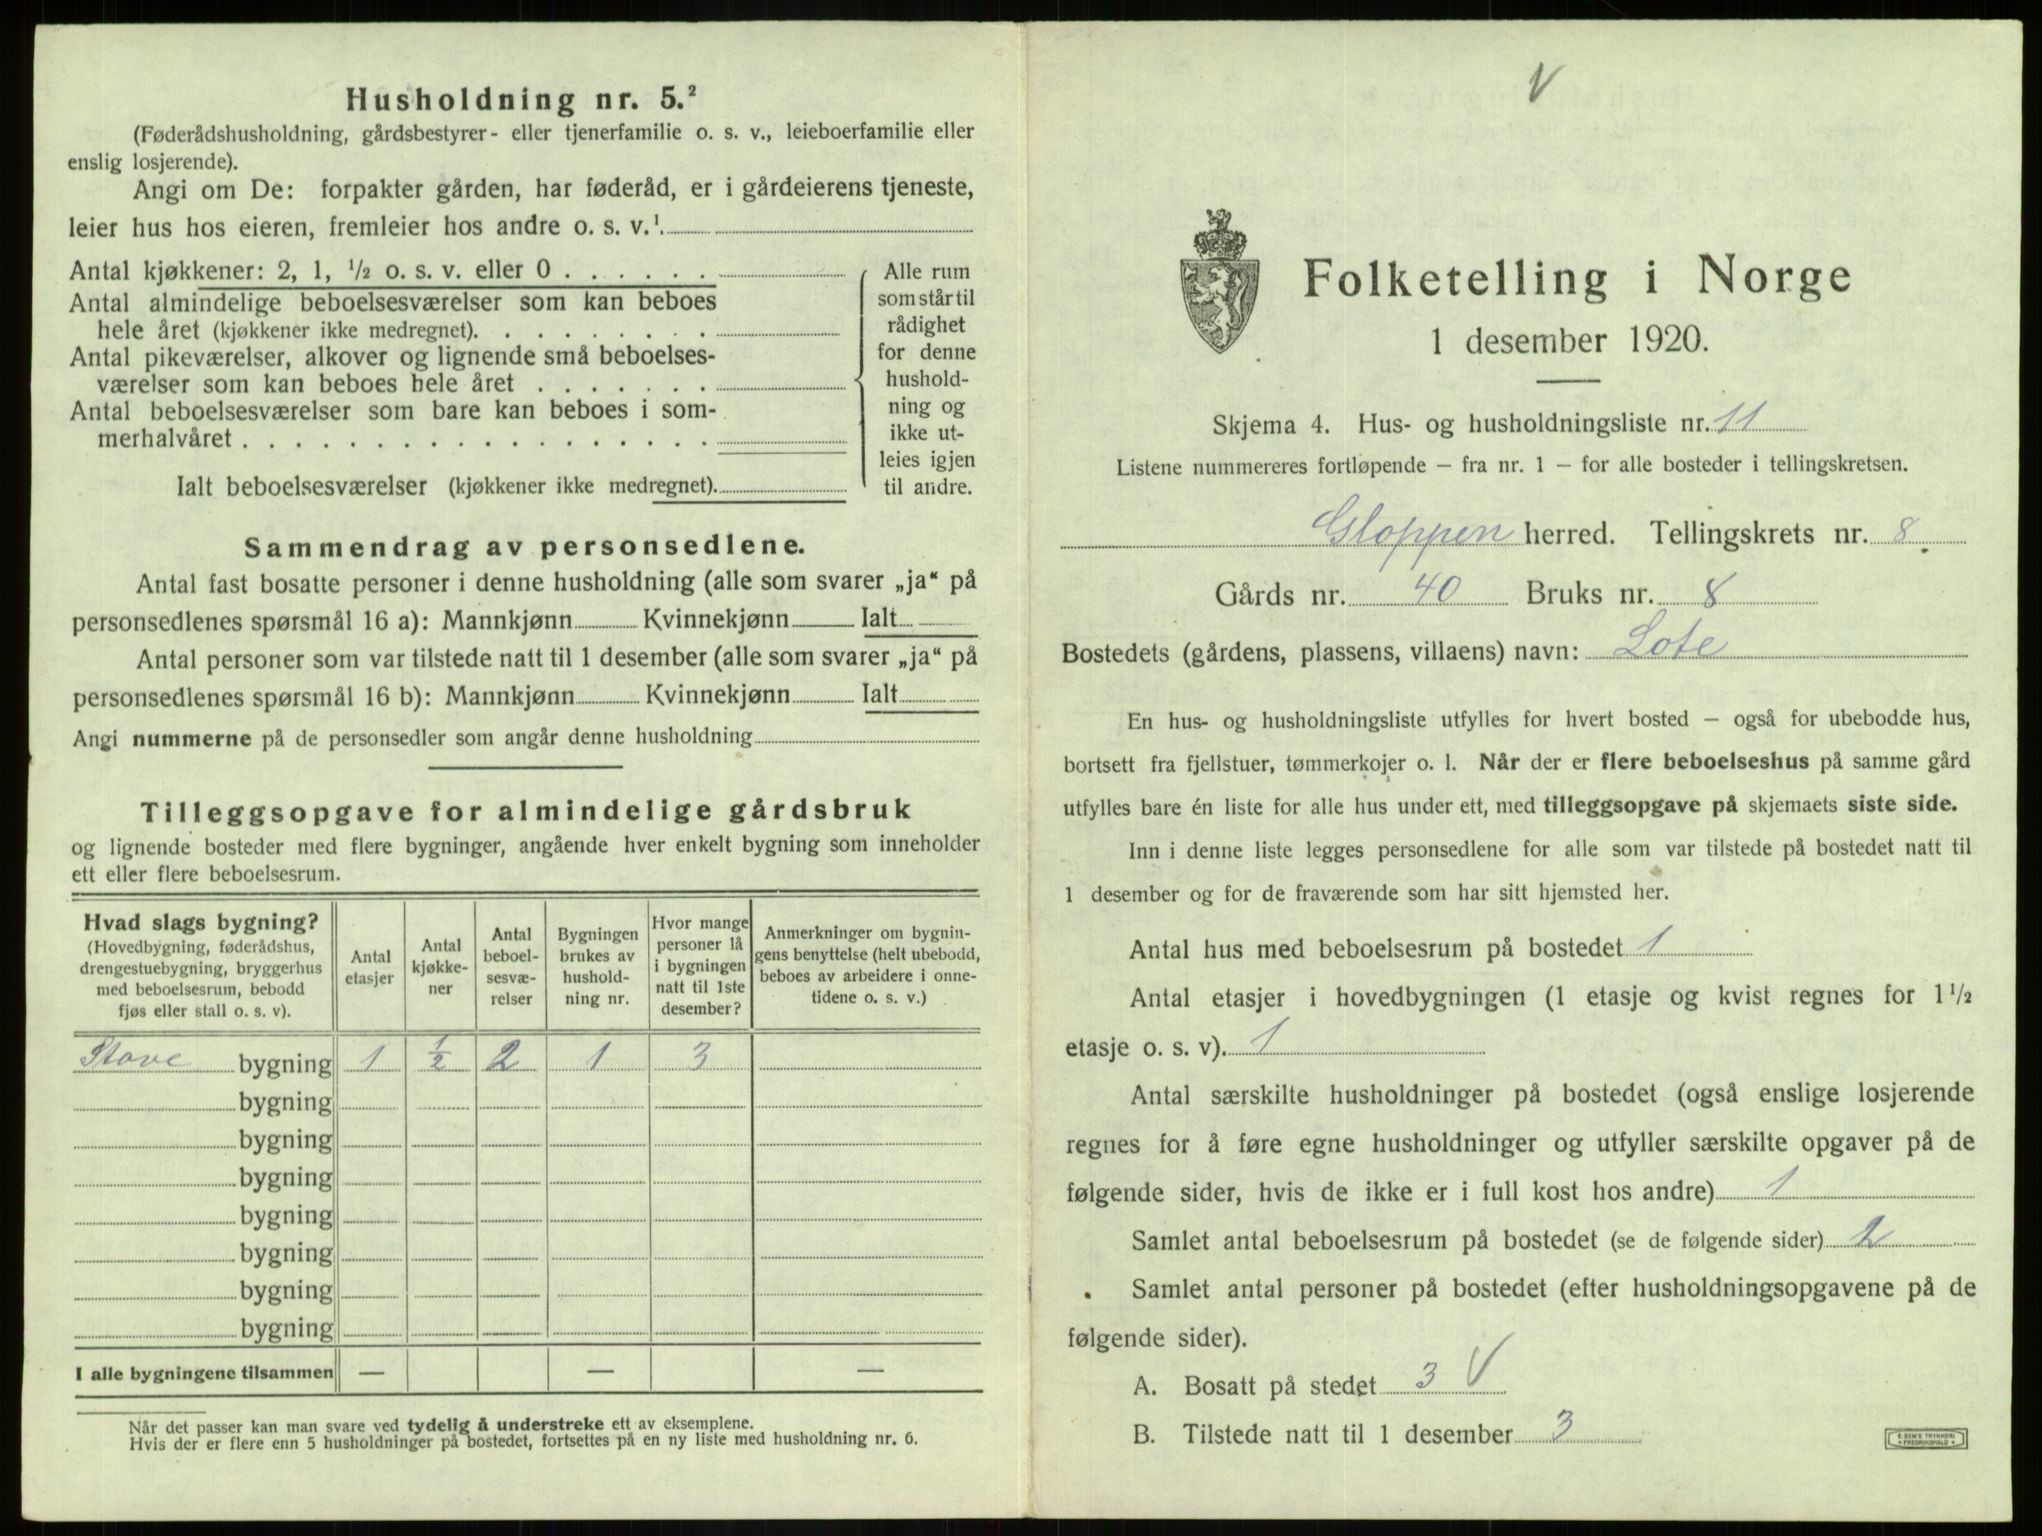 Husholdning nr. 5.²
(Føderådshusholdning, gårdsbestyrer- eller tjenerfamilie o. s. v., leieboerfamilie eller
enslig losjerende).
Angi om De: forpakter gården, har føderåd, er i gårdeierens tjeneste,
leier hus hos eieren, fremleier hos andre o. s. v.¹
Antal kjøkkener: 2, 1, ½ o. s. v. eller 0 . . . . . .
Antal almindelige beboelsesværelser som kan beboes
hele året (kjøkkener ikke medregnet). . . . . . . .
Antal pikeværelser, alkover og lignende små beboelses-
værelser som kan beboes hele året . . . . . . .
Antal beboelsesværelser som bare kan beboes i som-
merhalvåret . . . . . . . . . . . . . . . . . .
Ialt beboelsesværelser (kjøkkener ikke medregnet).
Alle rum
som står til
rådighet
for denne
hushold-
ning og
ikke ut-
leies igjen
til andre.
Sammendrag av personsedlene.
Antal fast bosatte personer i denne husholdning (alle som svarer „ja“ på
personsedlenes spørsmål 16 a): Mannkjønn Kvinnekjønn Ialt
Antal personer som var tilstede natt til 1 desember (alle som svarer „ja“ på
personsedlenes spørsmål 16 b): Mannkjønn Kvinnekjønn Ialt
Angi nummerne på de personsedler som angår denne husholdning
Tilleggsopgave for almindelige gårdsbruk
og lignende bosteder med flere bygninger, angående hver enkelt bygning som inneholder
ett eller flere beboelsesrum.
Hvad slags bygning?
(Hovedbygning, føderådshus,
drengestuebygning, bryggerhus
med beboelsesrum, bebodd
fjøs eller stall o. s. v).
Antal
etasjer
Antal
kjøkke-
ner
Antal
beboel-
sesvæ-
relser
Bygningen
brukes av
hushold-
ning nr.
Hvor mange
personer lå
i bygningen
natt til 1ste
desember?
Anmerkninger om bygnin-
gens benyttelse (helt ubebodd,
beboes av arbeidere i onne-
tidene o. s. v.)
Stove bygning 1 ½ 2 1 3
bygning
bygning
bygning
bygning
bygning
bygning
bygning
I alle bygningene tilsammen — — —
Når det passer kan man svare ved tydelig å understreke ett av eksemplene.
Hvis der er flere enn 5 husholdninger på bostedet, fortsettes på en ny liste med husholdning nr. 6.
V
Folketelling i Norge
1 desember 1920.
Skjema 4. Hus- og husholdningsliste nr. 11
Listene nummereres fortløpende – fra nr. 1 – for alle bosteder i tellingskretsen.
Gloppen herred. Tellingskrets nr. 8.
Gårds nr. 40 Bruks nr. 8
Bostedets (gårdens, plassens, villaens) navn: Lote
En hus- og husholdningsliste utfylles for hvert bosted – også for ubebodde hus,
bortsett fra fjellstuer, tømmerkojer o. l. Når der er flere beboelseshus på samme gård
utfylles bare én liste for alle hus under ett, med tilleggsopgave på skjemaets siste side.
Inn i denne liste legges personsedlene for alle som var tilstede på bostedet natt til
1 desember og for de fraværende som har sitt hjemsted her.
Antal hus med beboelsesrum på bostedet 1
Antal etasjer i hovedbygningen (1 etasje og kvist regnes for 1½
etasje o. s. v). 1
Antal særskilte husholdninger på bostedet (også enslige losjerende
regnes for å føre egne husholdninger og utfyller særskilte opgaver på de
følgende sider, hvis de ikke er i full kost hos andre) 1
Samlet antal beboelsesrum på bostedet (se de følgende sider) 2
Samlet antal personer på bostedet (efter husholdningsopgavene på de
følgende sider).
A. Bosatt på stedet 3 V
B. Tilstede natt til 1 desember 3
E. SEM'S TRYKKERI
FREDRIKSHALD